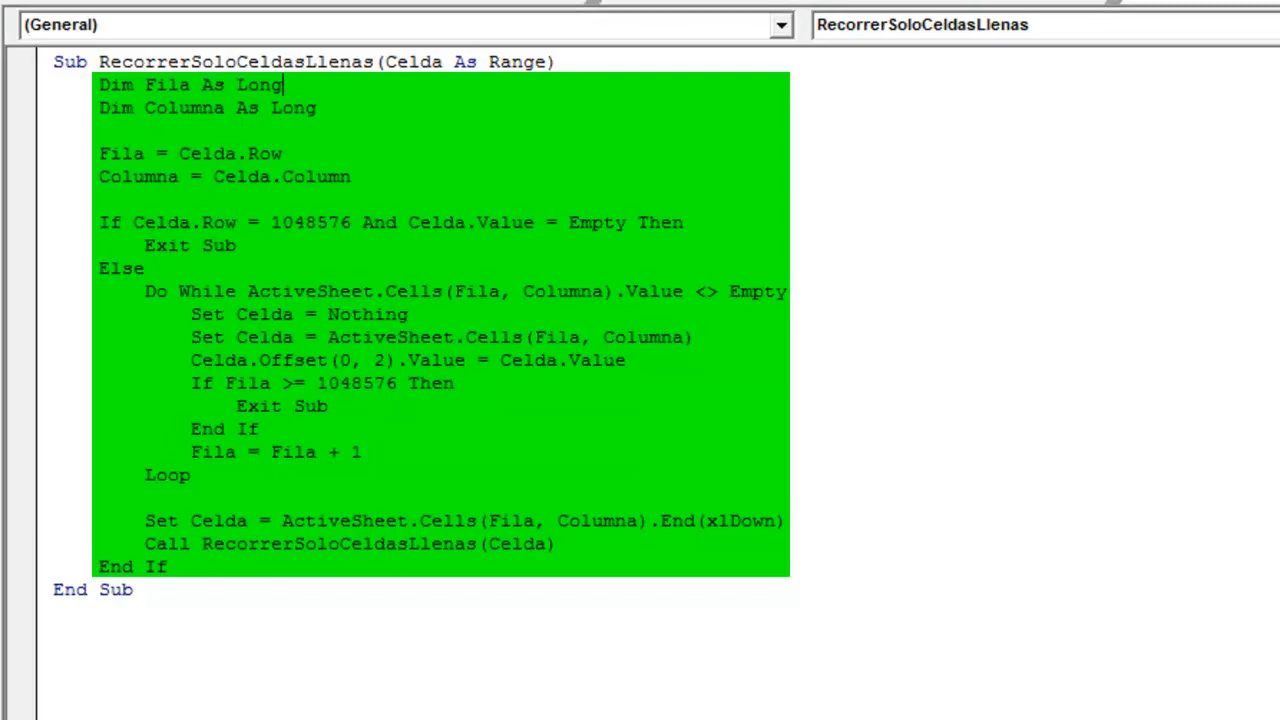 (General)
RecorrerSoloCeldasLlenas
Sub RecorrerSoloCeldasLlenas(Celda As Range)
    Dim Fila As Long
    Dim Columna As Long

    Fila = Celda.Row
    Columna = Celda.Column

    If Celda.Row = 1048576 And Celda.Value = Empty Then
        Exit Sub
    Else
        Do While ActiveSheet.Cells(Fila, Columna).Value <> Empty
            Set Celda = Nothing
            Set Celda = ActiveSheet.Cells(Fila, Columna)
            Celda.Offset(0, 2).Value = Celda.Value
            If Fila >= 1048576 Then
                Exit Sub
            End If
            Fila = Fila + 1
        Loop

        Set Celda = ActiveSheet.Cells(Fila, Columna).End(xlDown)
        Call RecorrerSoloCeldasLlenas(Celda)
    End If
End Sub